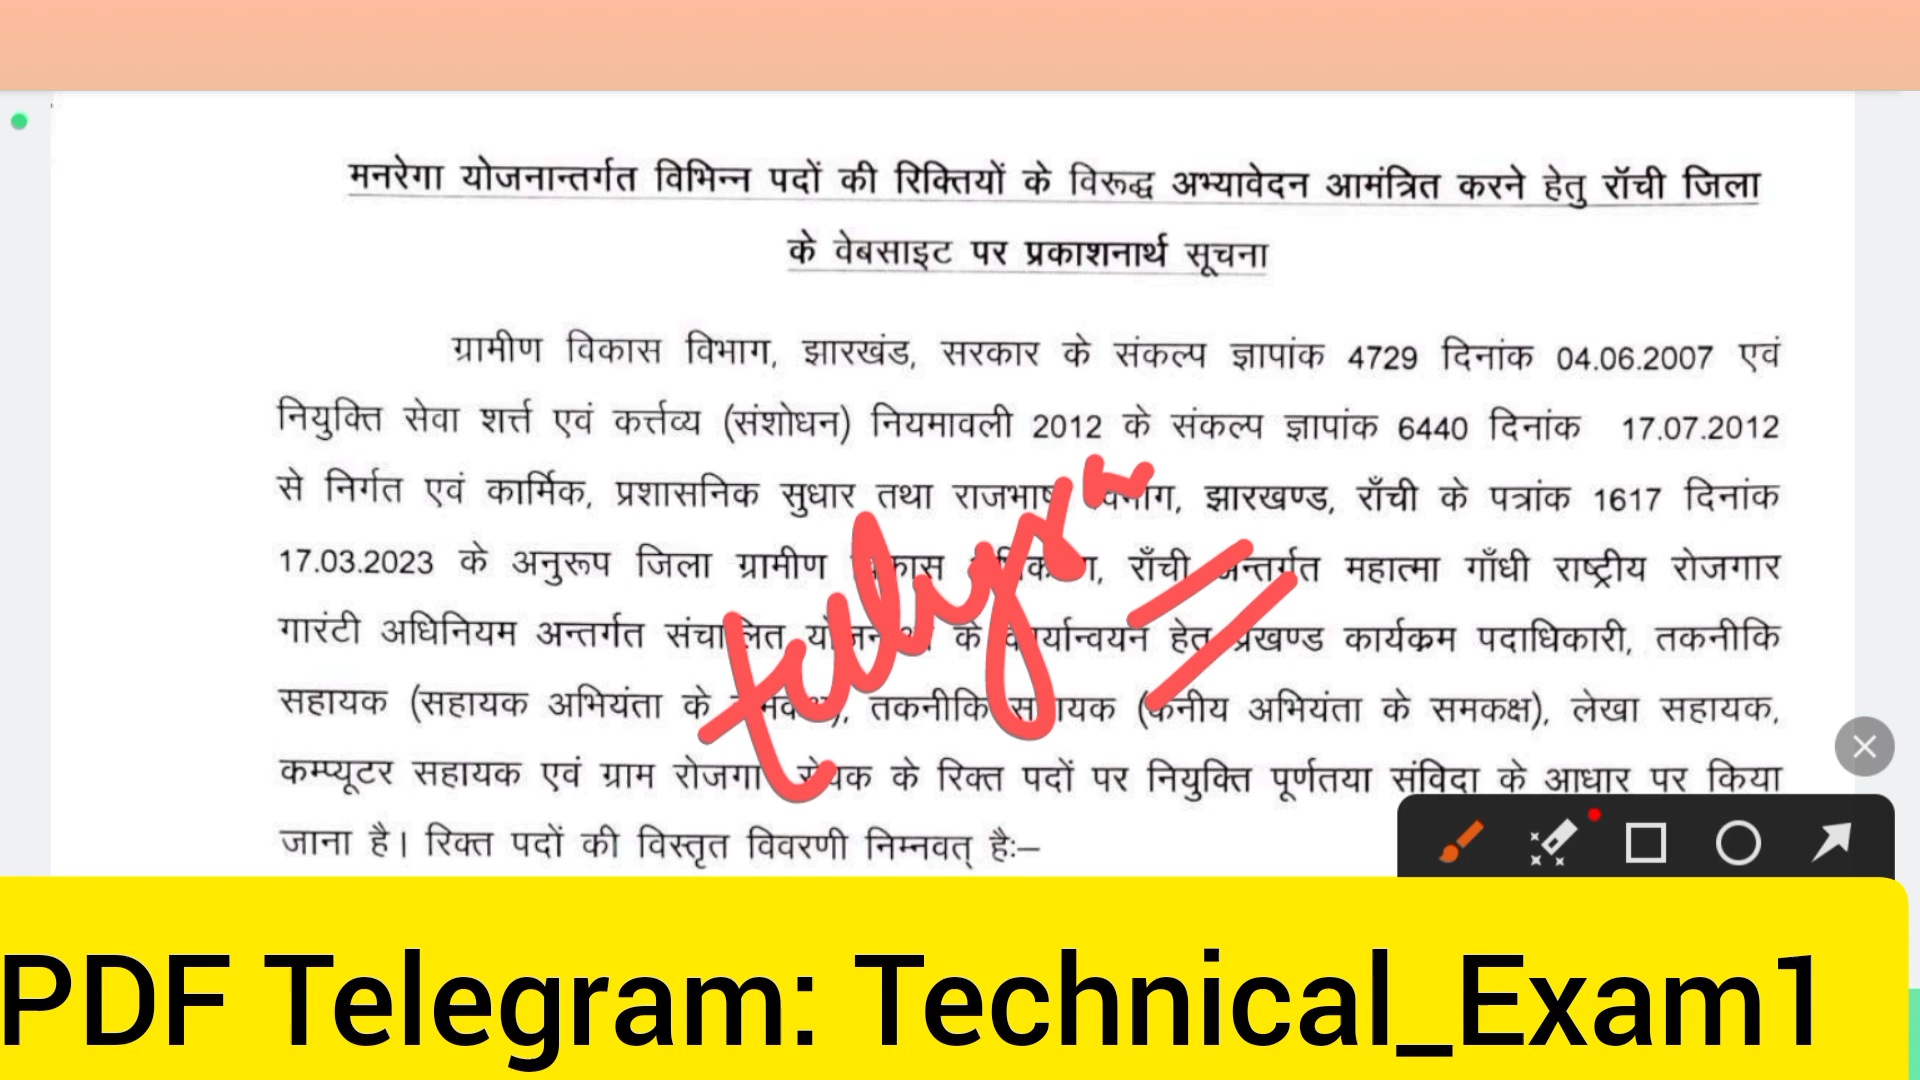 मनरेगा योजनान्तर्गत विभिन्न पदों की रिक्तियों के विरूद्ध अभ्यावेदन आमंत्रित करने हेतु रॉची जिला
के वेबसाइट पर प्रकाशनार्थ सूचना
ग्रामीण विकास विभाग, झारखंड, सरकार के संकल्प ज्ञापांक 4729 दिनांक 04.06.2007 एवं
नियुक्ति सेवा शर्त्त एवं कर्त्तव्य (संशोधन) नियमावली 2012 के संकल्प ज्ञापांक 6440 दिनांक 17.07.2012
से निर्गत एवं कार्मिक, प्रशासनिक सुधार तथा राजभाषा विभाग, झारखण्ड, राँची के पत्रांक 1617 दिनांक
17.03.2023 के अनुरूप जिला ग्रामीण विकास राँची अन्तर्गत महात्मा गाँधी राष्ट्रीय रोजगार
गारंटी अधिनियम अन्तर्गत संचालित के कार्यान्वयन हेतु प्रखण्ड कार्यक्रम पदाधिकारी, तकनीकि
सहायक (सहायक अभियंता के तकनीकि सहायक (कनीय अभियंता के समकक्ष), लेखा सहायक,
कम्प्यूटर सहायक एवं ग्राम रोजगार सेवक के रिक्त पदों पर नियुक्ति पूर्णतया संविदा के आधार पर किया
जाना है। रिक्त पदों की विस्तृत विवरणी निम्नवत् है:–
PDF Telegram: Technical_Exam1